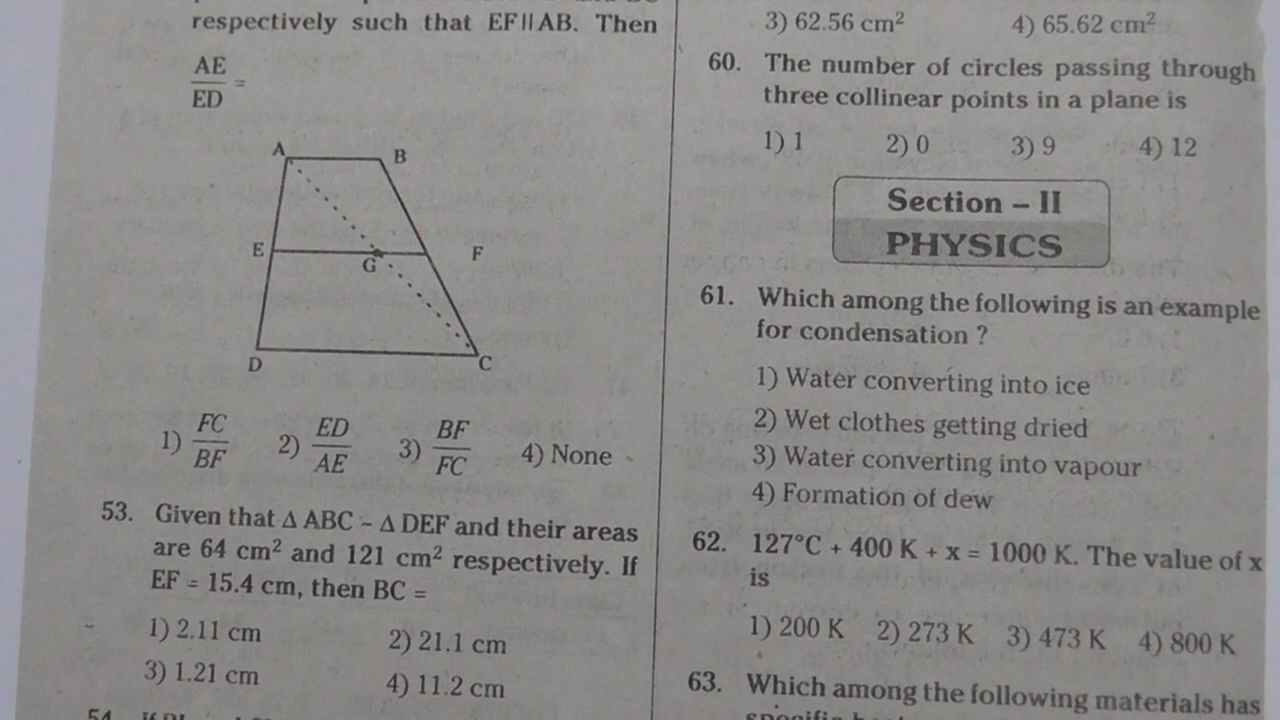 respectively such that EF||AB. Then
AE
ED
=
A
B
E
G
F
D
C
1) FC/BF 2) ED/AE 3) BF/FC 4) None
53. Given that Δ ABC ~ Δ DEF and their areas
are 64 cm² and 121 cm² respectively. If
EF = 15.4 cm, then BC =
1) 2.11 cm 2) 21.1 cm
3) 1.21 cm 4) 11.2 cm
54.
3) 62.56 cm² 4) 65.62 cm²
60. The number of circles passing through
three collinear points in a plane is
1) 1 2) 0 3) 9 4) 12
Section – II
PHYSICS
61. Which among the following is an example
for condensation ?
1) Water converting into ice
2) Wet clothes getting dried
3) Water converting into vapour
4) Formation of dew
62. 127°C + 400 K + x = 1000 K. The value of x
is
1) 200 K 2) 273 K 3) 473 K 4) 800 K
63. Which among the following materials has